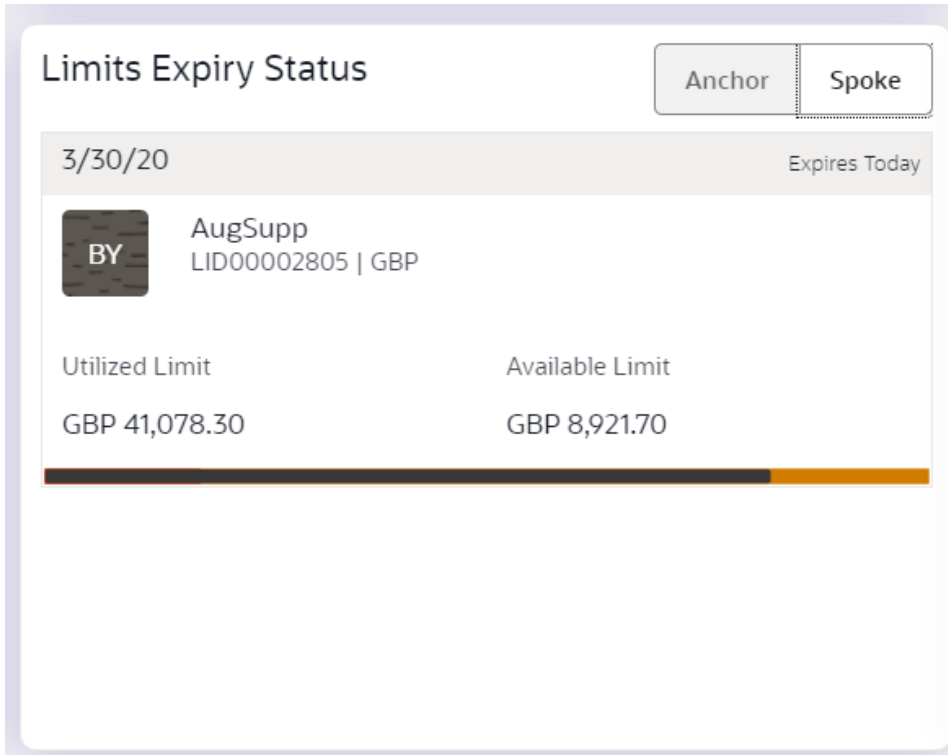 Limits Expiry Status
Anchor
Spoke
3/30/20
Expires Today
BY
AugSupp
LID00002805 | GBP
Utilized Limit
Available Limit
GBP 41,078.30
GBP 8,921.70